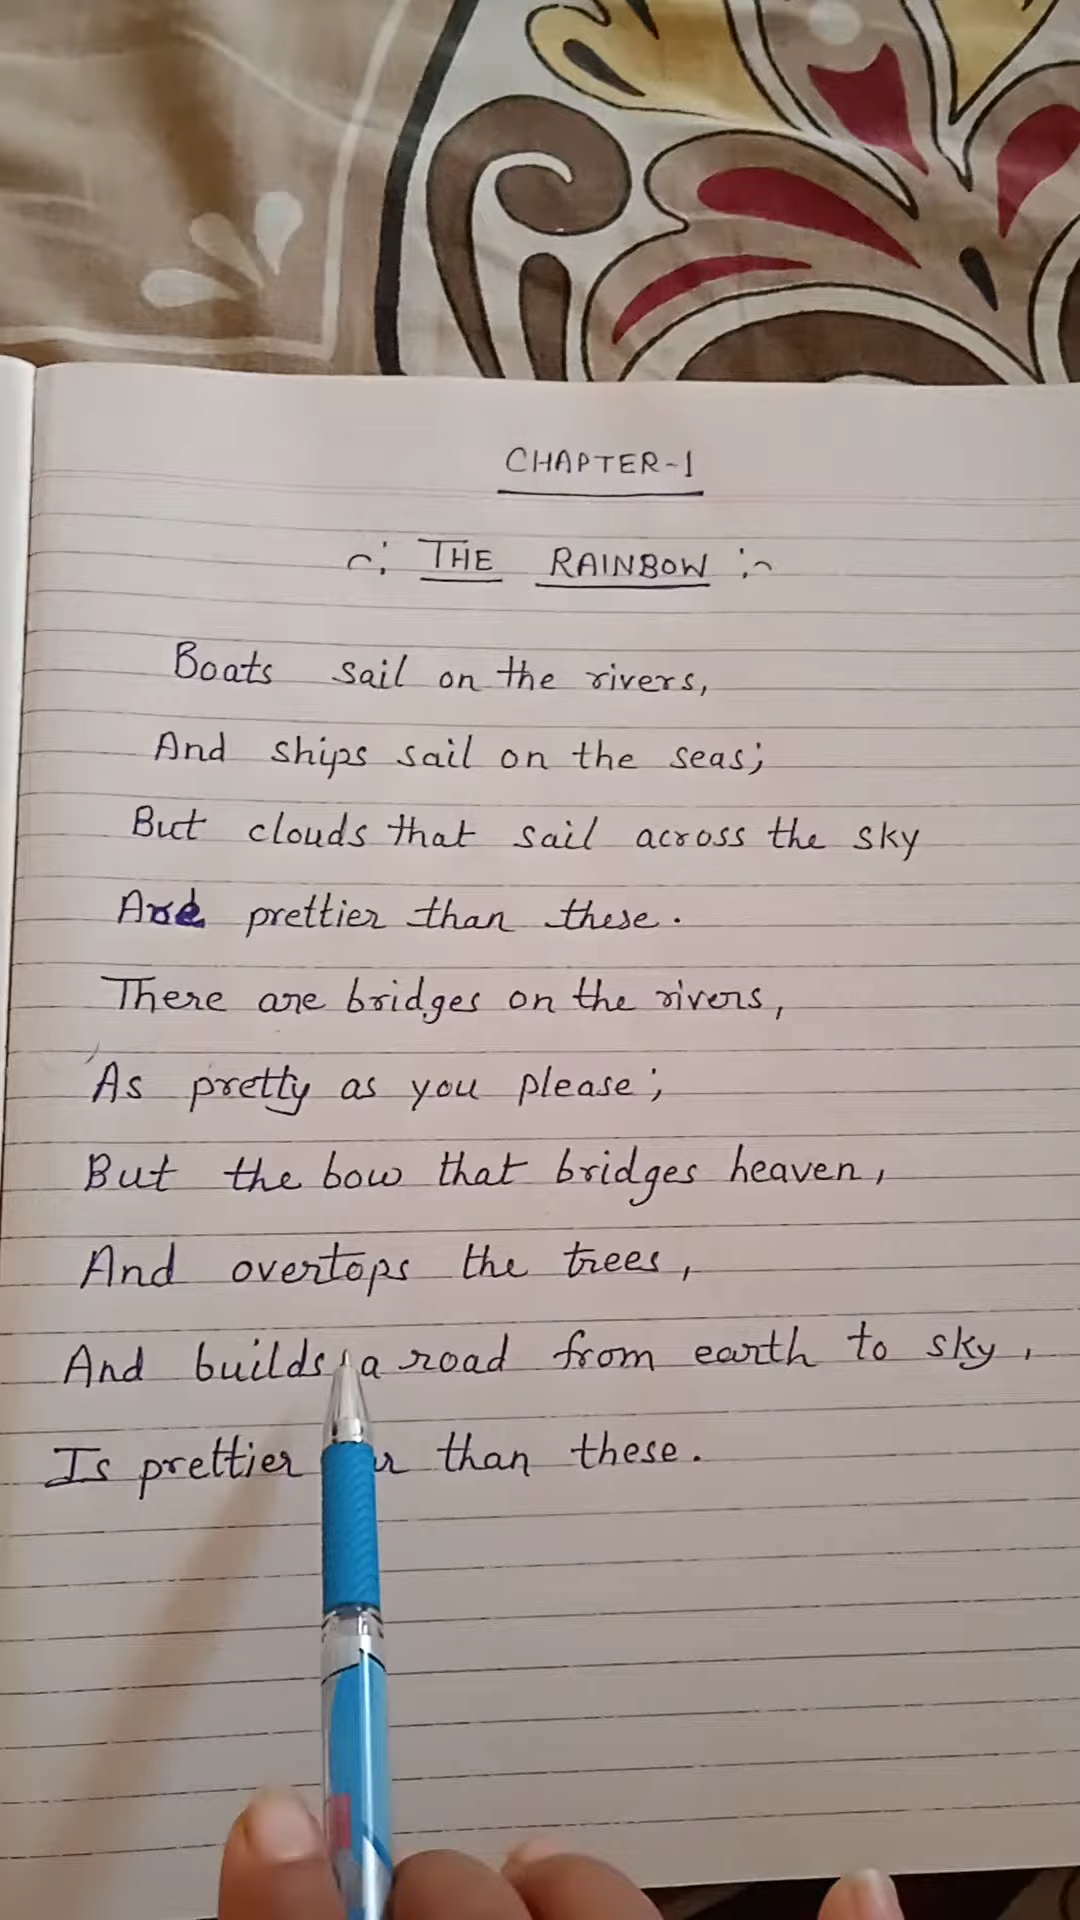 CHAPTER-1
~: THE RAINBOW :~
Boats sail on the rivers,
And ships sail on the seas;
But clouds that sail across the sky
Are prettier than these.
There are bridges on the rivers,
As pretty as you please;
But the bow that bridges heaven,
And overtops the trees,
And builds a road from earth to sky,
Is prettier than these.